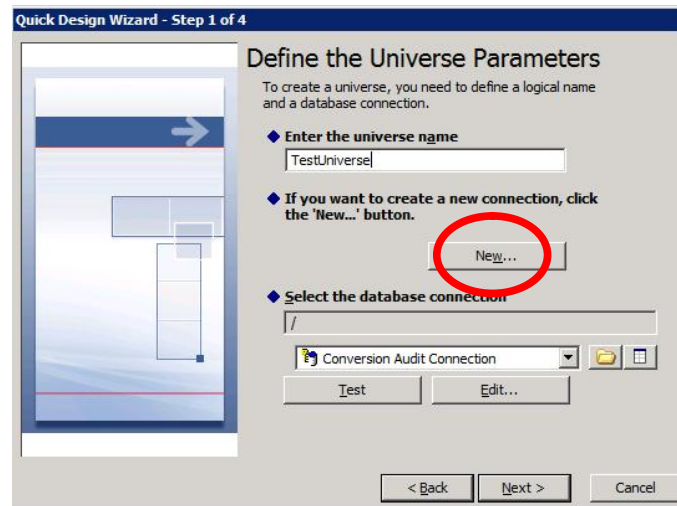 Quick Design Wizard - Step 1 of 4
Define the Universe Parameters
To create a universe, you need to define a logical name
and a database connection.
Enter the universe name
TestUniverse
If you want to create a new connection, click
the 'New...' button.
New...
Select the database connection
/
Conversion Audit Connection
Test Edit...
< Back Next > Cancel